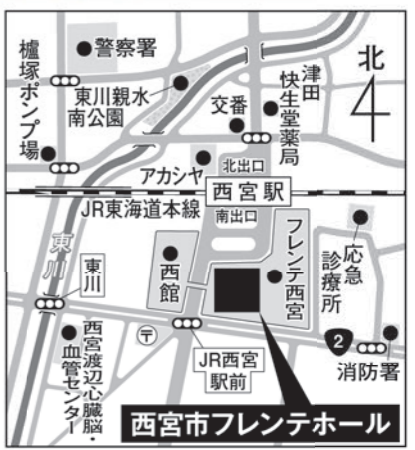 警察署
櫨塚ポンプ場
東川親水
南公園
交番
津田
快生堂薬局
北
アカシヤ
北出口
西宮駅
JR東海道本線
南出口
東川
東川
西館
フレンテ西宮
応急
診療所
西宮渡辺心臓脳・
血管センター
〒
JR西宮
駅前
2
消防署
西宮市フレンテホール